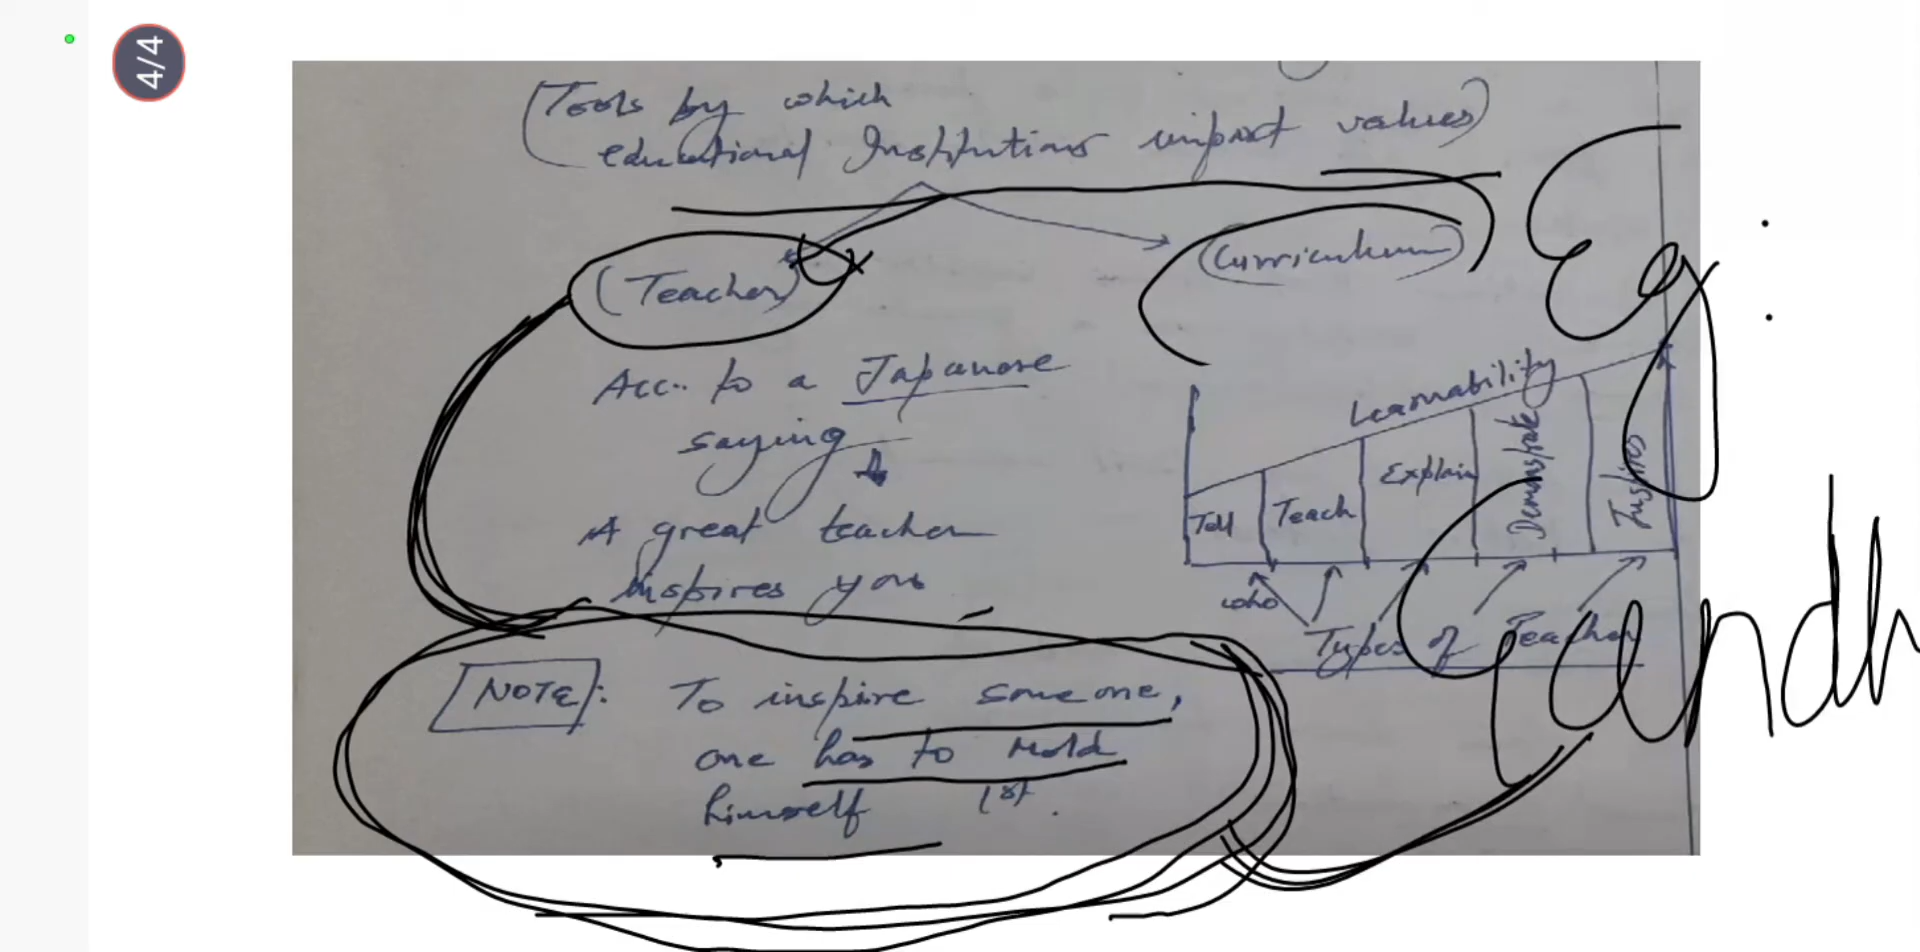 4/4
(Tools by which
educational Institutions impart values)
(Teacher)
(Curriculum)
Eg:
Acc.. to a Japanese
saying
A great teacher
inspires you
Learnability
Tell
Teach
Explain
Demonstrate
Inspires
who
Types of Teacher
Gandh
NOTE: To inspire someone,
one has to mold
himself 1st.